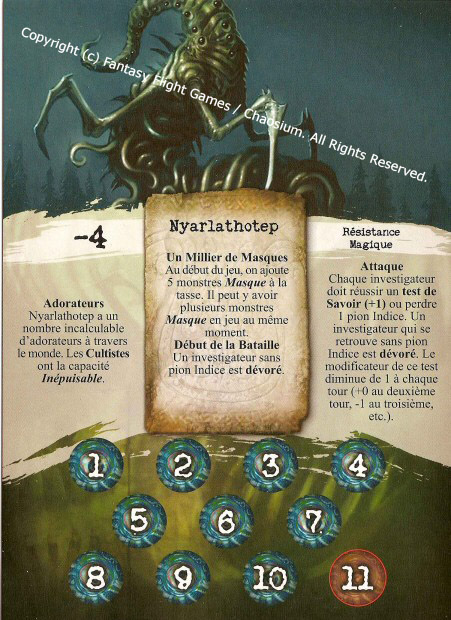 Copyright (c) Fantasy Flight Games / Chaosium. All Rights Reserved.
Nyarlathotep
-4
Résistance
Magique
Adorateurs
Nyarlathotep a un
nombre incalculable
d'adorateurs à travers
le monde. Les Cultistes
ont la capacité
Inépuisable.
Un Millier de Masques
Au début du jeu, on ajoute
5 monstres Masque à la
tasse. Il peut y avoir
plusieurs monstres
Masque en jeu au même
moment.
Début de la Bataille
Un investigateur sans
pion Indice est dévoré.
Attaque
Chaque investigateur
doit réussir un test de
Savoir (+1) ou perdre
1 pion Indice. Un
investigateur qui se
retrouve sans pion
Indice est dévoré. Le
modificateur de ce test
diminue de 1 à chaque
tour (+0 au deuxième
tour, -1 au troisième,
etc.).
1 2 3 4
5 6 7
8 9 10 11